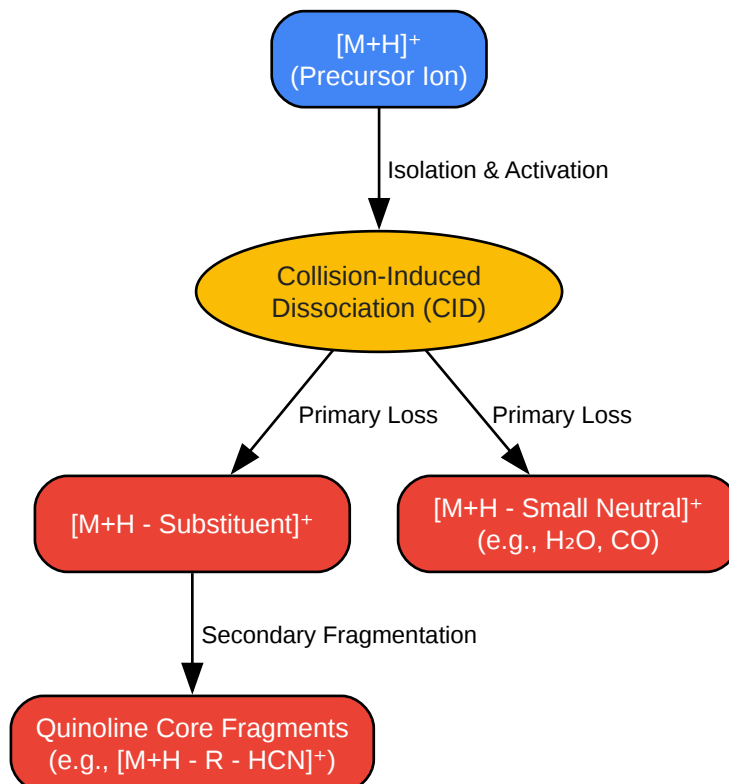 [M+H]⁺
(Precursor Ion)
Isolation & Activation
Collision-Induced
Dissociation (CID)
Primary Loss
Primary Loss
[M+H - Substituent]⁺
[M+H - Small Neutral]⁺
(e.g., H₂O, CO)
Secondary Fragmentation
Quinoline Core Fragments
(e.g., [M+H - R - HCN]⁺)